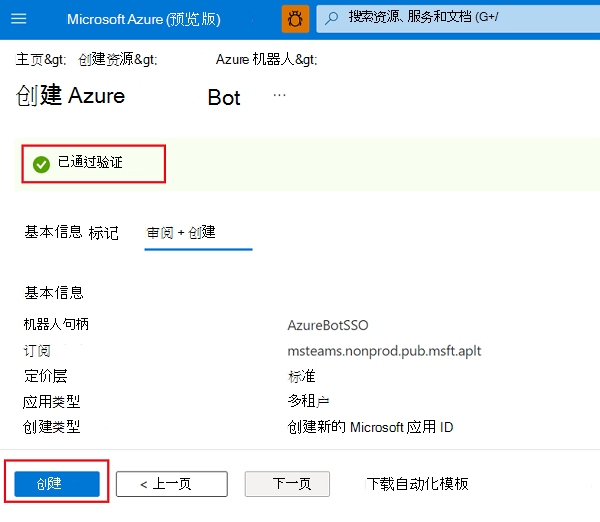 Microsoft Azure (预览版)
搜索资源、服务和文档 (G+/
主页&gt; 创建资源&gt; Azure 机器人&gt;
创建 Azure Bot ...
已通过验证
基本信息 标记 审阅 + 创建
基本信息
机器人句柄 AzureBotSSO
订阅 msteams.nonprod.pub.msft.aplt
定价层 标准
应用类型 多租户
创建类型 创建新的 Microsoft 应用 ID
创建 < 上一页 下一页 下载自动化模板